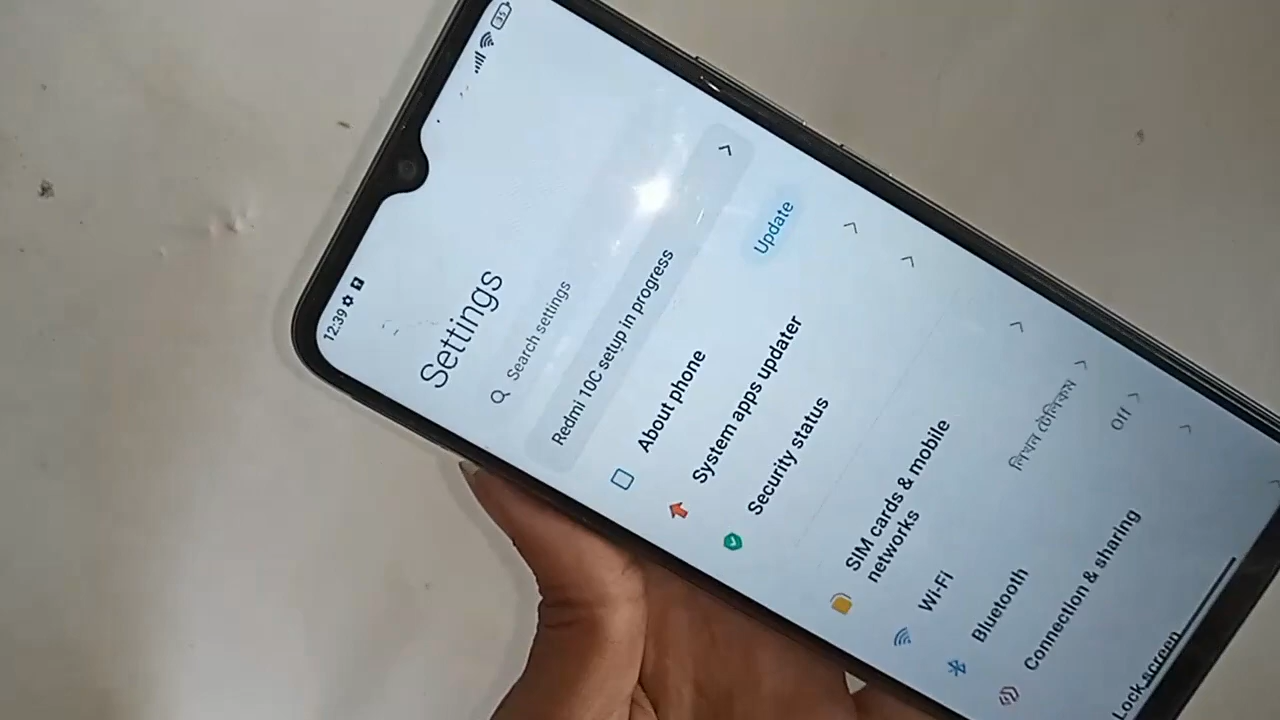 12.39
35
Settings
Search settings
Redmi 10C setup in progress
About phone
Update
System apps updater
Security status
SIM cards & mobile
networks
Wi-Fi
Bluetooth
Off
Connection & sharing
Lock screen